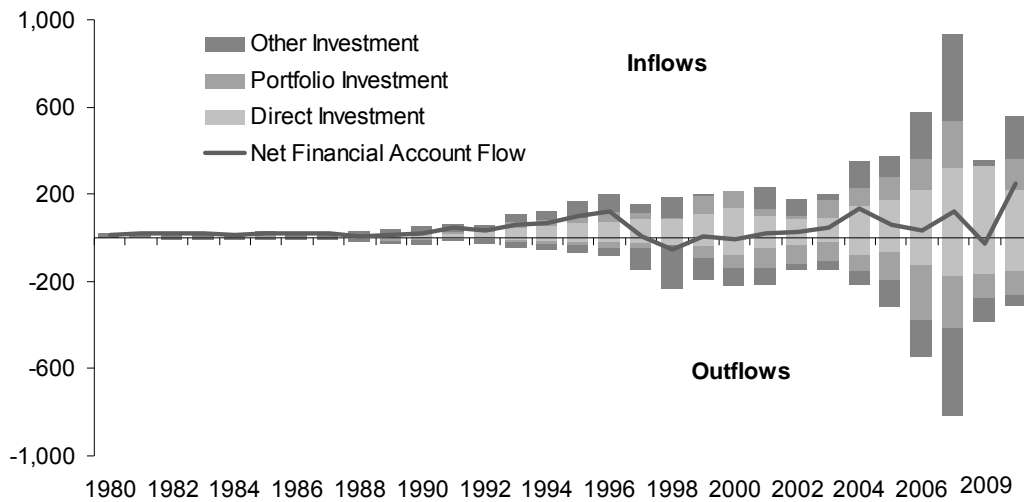 1,000
600
200
-200
-600
-1,000
Other Investment
Portfolio Investment
Direct Investment
Net Financial Account Flow
Inflows
Outflows
1980 1982 1984 1986 1988 1990 1992 1994 1996 1998 2000 2002 2004 2006 2009